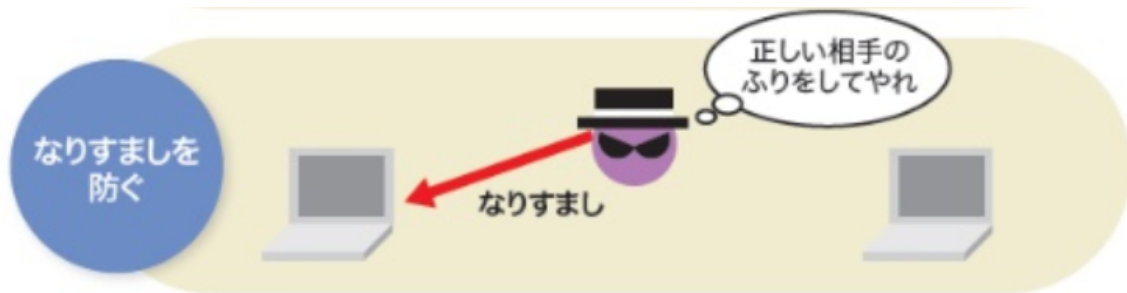 なりすましを
防ぐ
正しい相手の
ふりをしてやれ
なりすまし